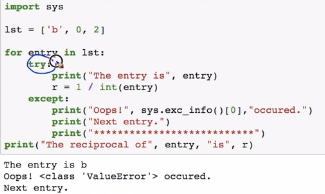 import sys
lst = ['b', 0, 2]
for entry in lst:
try:
print("The entry is", entry)
r = 1 / int(entry)
except:
print("Oops!", sys.exc_info()[0],"occured.")
print("Next entry.")
print("***************************")
print("The reciprocal of", entry, "is", r)
The entry is b
Oops! <class 'ValueError'> occured.
Next entry.